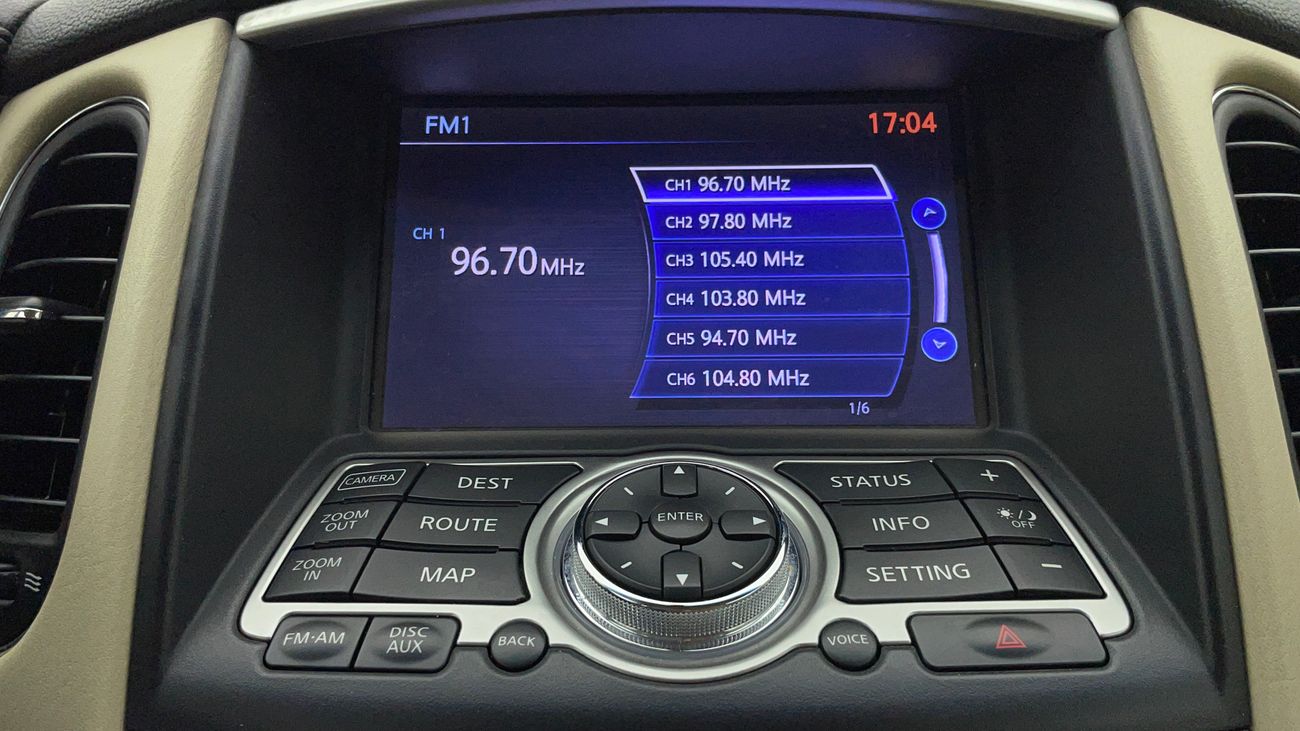 FM1 17:04
CH 1
96.70 MHz
CH1 96.70 MHz
CH2 97.80 MHz
CH3 105.40 MHz
CH4 103.80 MHz
CH5 94.70 MHz
CH6 104.80 MHz
1/6
CAMERA
DEST
ZOOM
OUT
ROUTE
ZOOM
IN
MAP
ENTER
STATUS
+
INFO
OFF
SETTING
−
FM·AM
DISC
AUX
BACK
VOICE